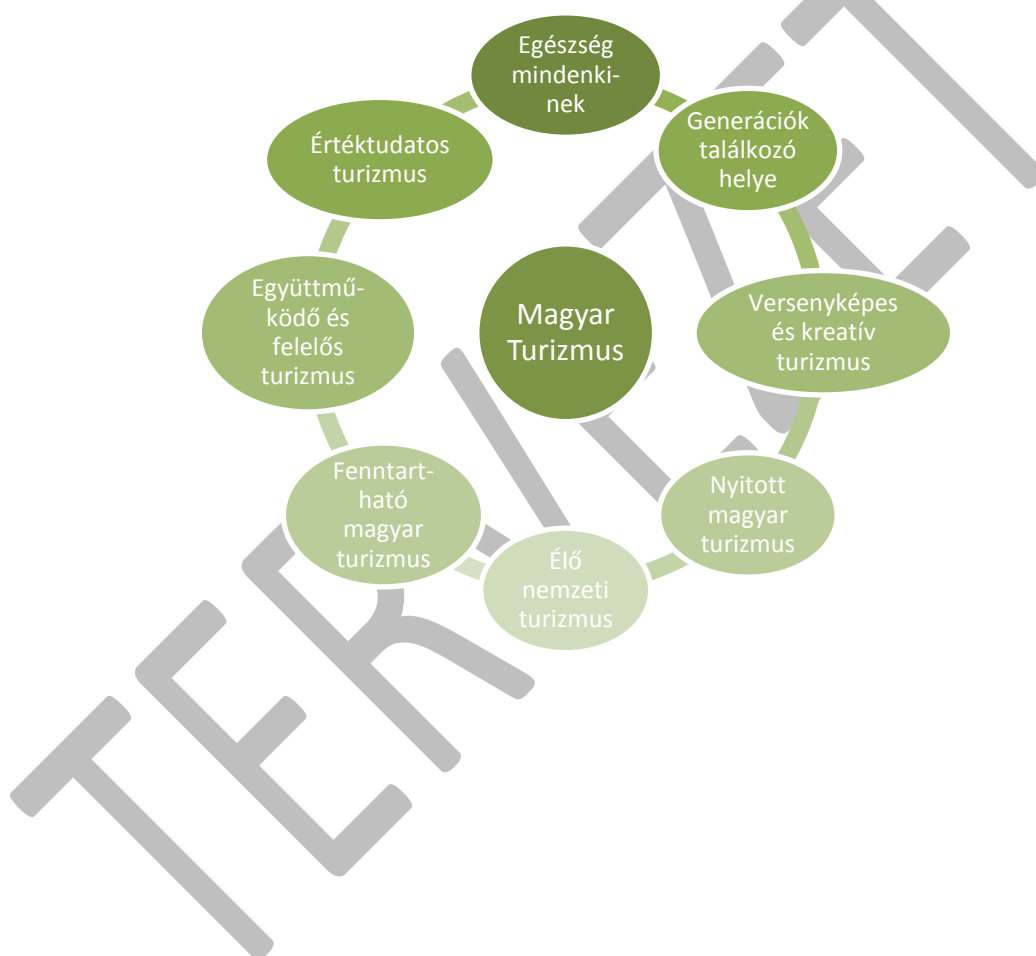 Egészség
mindenki-
nek
Generációk
találkozó
helye
Versenyképes
és kreatív
turizmus
Nyitott
magyar
turizmus
Élő
nemzeti
turizmus
Fenntart-
ható
magyar
turizmus
Együttmű-
ködő és
felelős
turizmus
Értéktudatos
turizmus
Magyar
Turizmus
TERVEZET